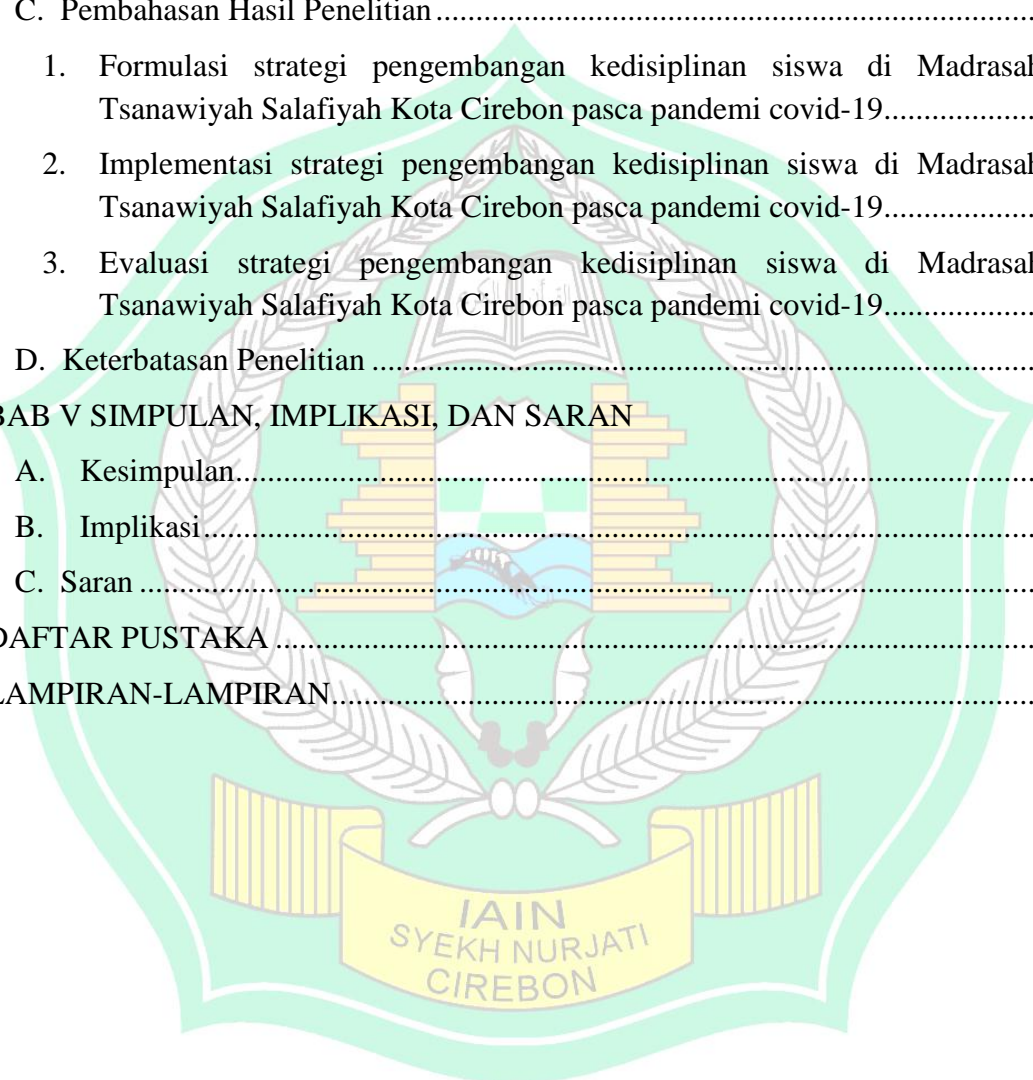 C. Pembahasan Hasil Penelitian ............................................................
1. Formulasi strategi pengembangan kedisiplinan siswa di Madrasah
Tsanawiyah Salafiyah Kota Cirebon pasca pandemi covid-19...................
2. Implementasi strategi pengembangan kedisiplinan siswa di Madrasah
Tsanawiyah Salafiyah Kota Cirebon pasca pandemi covid-19...................
3. Evaluasi strategi pengembangan kedisiplinan siswa di Madrasah
Tsanawiyah Salafiyah Kota Cirebon pasca pandemi covid-19...................
D. Keterbatasan Penelitian ............................................................
BAB V SIMPULAN, IMPLIKASI, DAN SARAN
A. Kesimpulan............................................................
B. Implikasi............................................................
C. Saran ............................................................
DAFTAR PUSTAKA ............................................................
LAMPIRAN-LAMPIRAN............................................................
IAIN
SYEKH NURJATI
CIREBON